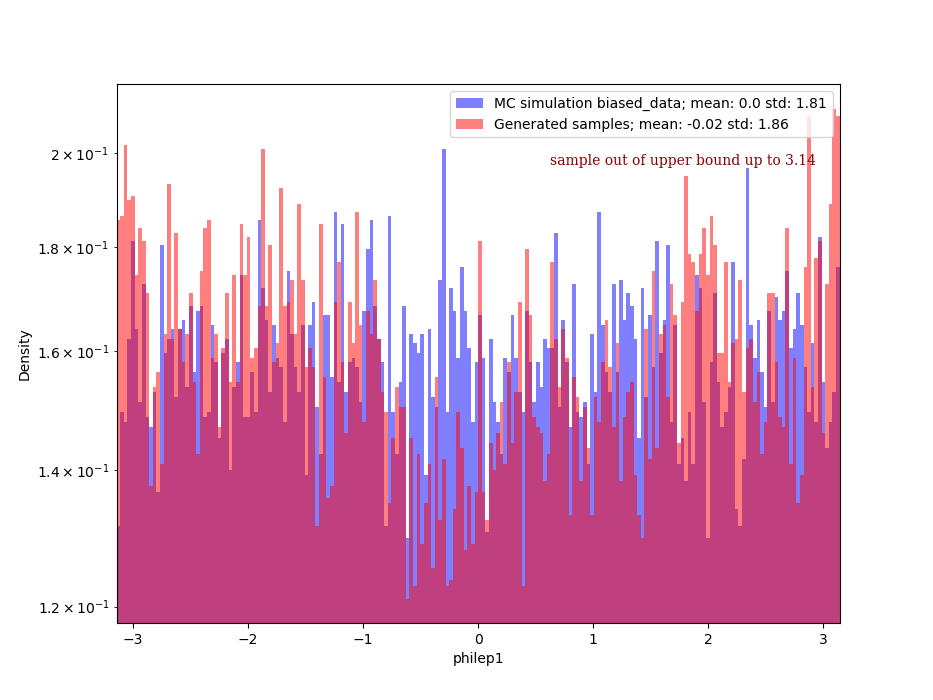 MC simulation biased_data; mean: 0.0 std: 1.81
Generated samples; mean: -0.02 std: 1.86
sample out of upper bound up to 3.14
2 × 10⁻¹
1.8 × 10⁻¹
1.6 × 10⁻¹
1.4 × 10⁻¹
1.2 × 10⁻¹
Density
−3 −2 −1 0 1 2 3
philep1